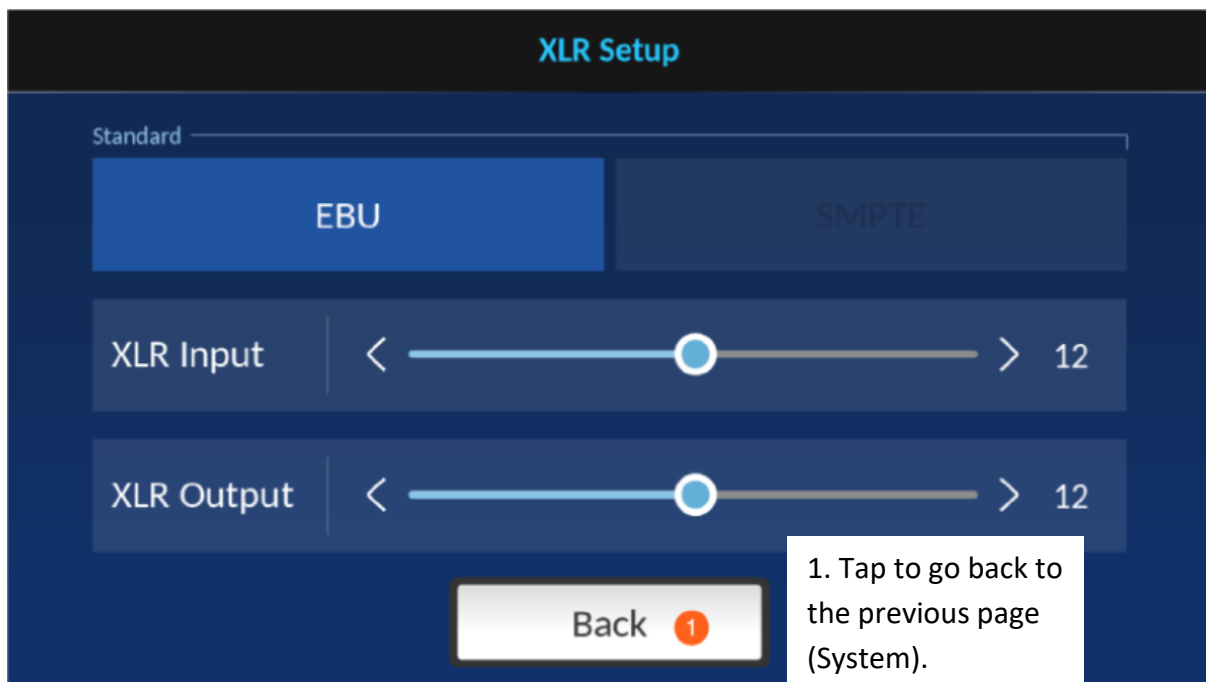 XLR Setup
Standard
EBU
SMPTE
XLR Input
12
XLR Output
12
Back 1
1. Tap to go back to
the previous page
(System).